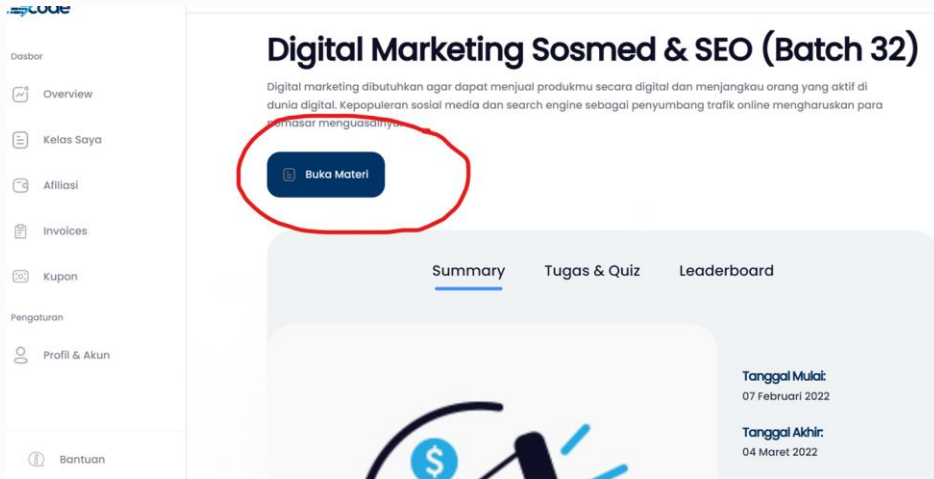 Dasbor
Overview
Kelas Saya
Afiliasi
Invoices
Kupon
Pengaturan
Profil & Akun
Bantuan
Digital Marketing Sosmed & SEO (Batch 32)
Digital marketing dibutuhkan agar dapat menjual produkmu secara digital dan menjangkau orang yang aktif di
dunia digital. Kepopuleran sosial media dan search engine sebagai penyumbang trafik online mengharuskan para
pemasar menguasainya.
Buka Materi
Summary Tugas & Quiz Leaderboard
Tanggal Mulai:
07 Februari 2022
Tanggal Akhir:
04 Maret 2022
$